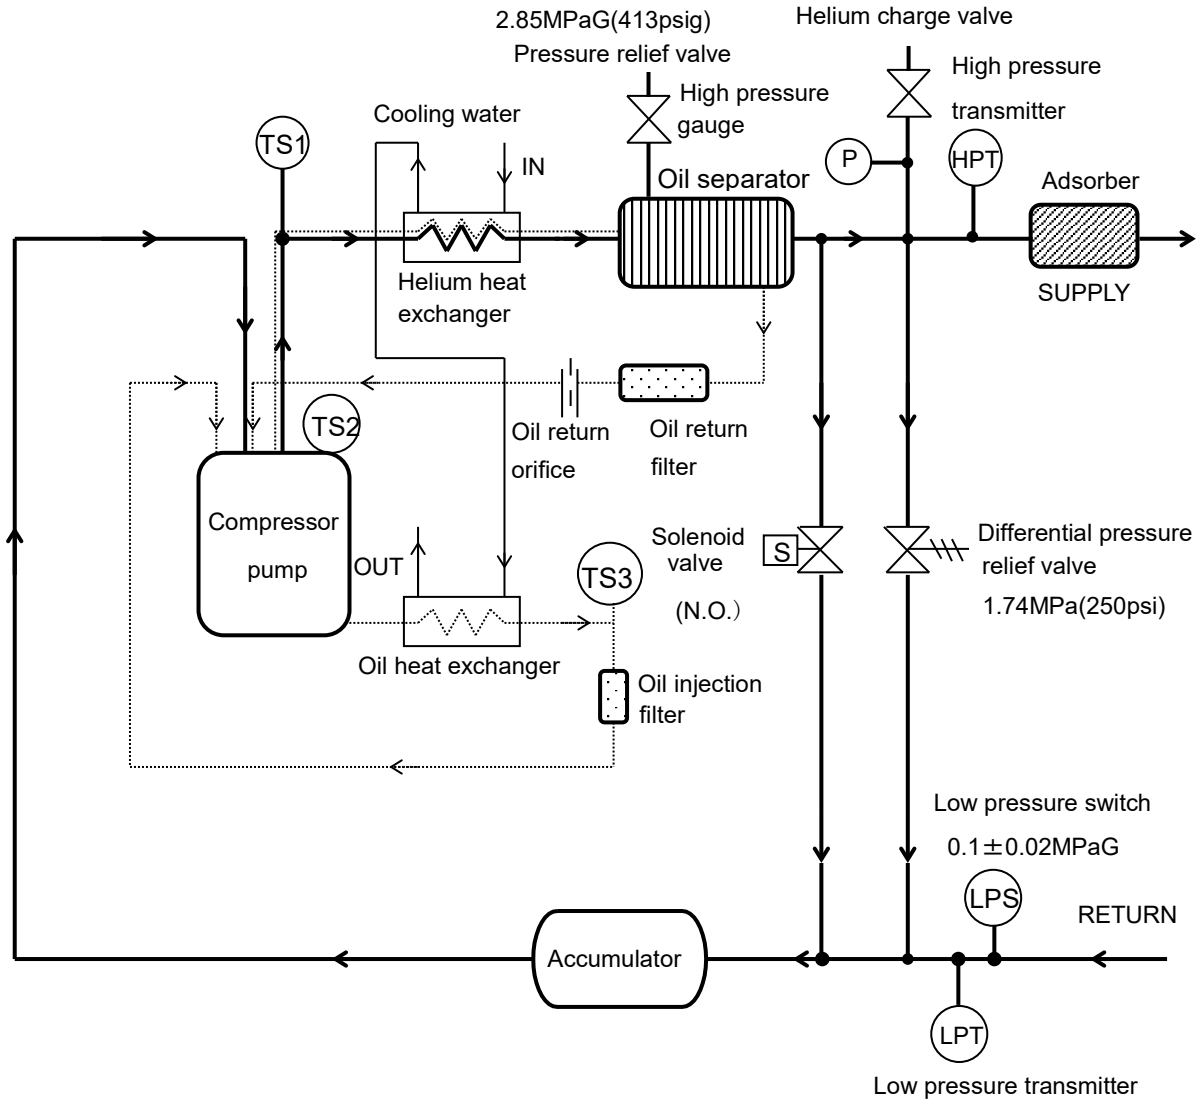 Helium charge valve
2.85MPaG(413psig)
Pressure relief valve
High pressure
transmitter
High pressure
gauge
Cooling water
TS1
IN
P
HPT
Oil separator
Adsorber
Helium heat
exchanger
SUPPLY
TS2
Oil return
orifice
Oil return
filter
Compressor
pump
OUT
TS3
Solenoid
valve
(N.O.）
S
Differential pressure
relief valve
1.74MPa(250psi)
Oil heat exchanger
Oil injection
filter
Low pressure switch
0.1±0.02MPaG
LPS
RETURN
Accumulator
LPT
Low pressure transmitter